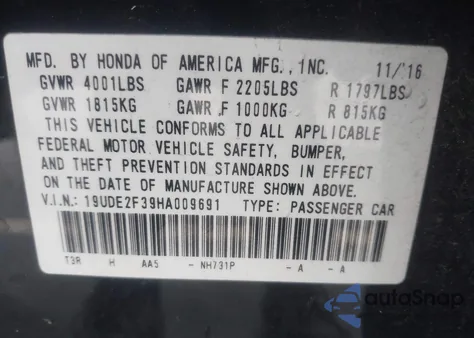 MFD. BY HONDA OF AMERICA MFG., INC. 11/'16
GVWR 4001LBS GAWR F 2205LBS R 1797LBS
GVWR 1815KG GAWR F 1000KG R 815KG
THIS VEHICLE CONFORMS TO ALL APPLICABLE
FEDERAL MOTOR VEHICLE SAFETY, BUMPER,
AND THEFT PREVENTION STANDARDS IN EFFECT
ON THE DATE OF MANUFACTURE SHOWN ABOVE.
V.I.N.: 19UDE2F39HA009691 TYPE: PASSENGER CAR
T3R H AA5 - NH731P - A - A
autoSnap